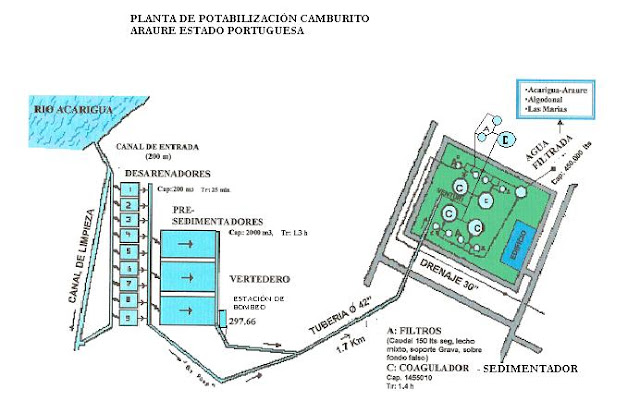 PLANTA DE POTABILIZACIÓN CAMBURITO
ARAURE ESTADO PORTUGUESA
RIO ACARIGUA
CANAL DE ENTRADA
(200 m)
DESARENADORES
Cap: 200 m3 Tr: 25 min.
1
2
3
4
5
6
7
8
CANAL DE LIMPIEZA
PRE-
SEDIMENTADORES
Cap: 2000 m3, Tr: 1.3 h
VERTEDERO
ESTACIÓN DE
BOMBEO
297.66
TUBERIA Ø 42"
1.7 Km
•Acarigua-Araure
•Algodonal
•Las Marias
AGUA
FILTRADA
Cap: 450.000 lts
A
C
VENTURI
C
C
C
C
EDIFICIO
DRENAJE 30"
A: FILTROS
(Caudal 150 lts seg, lecho
mixto, soporte Grava, sobre
fondo falso)
C: COAGULADOR - SEDIMENTADOR
Cap. 1455010
Tr: 1.4 h